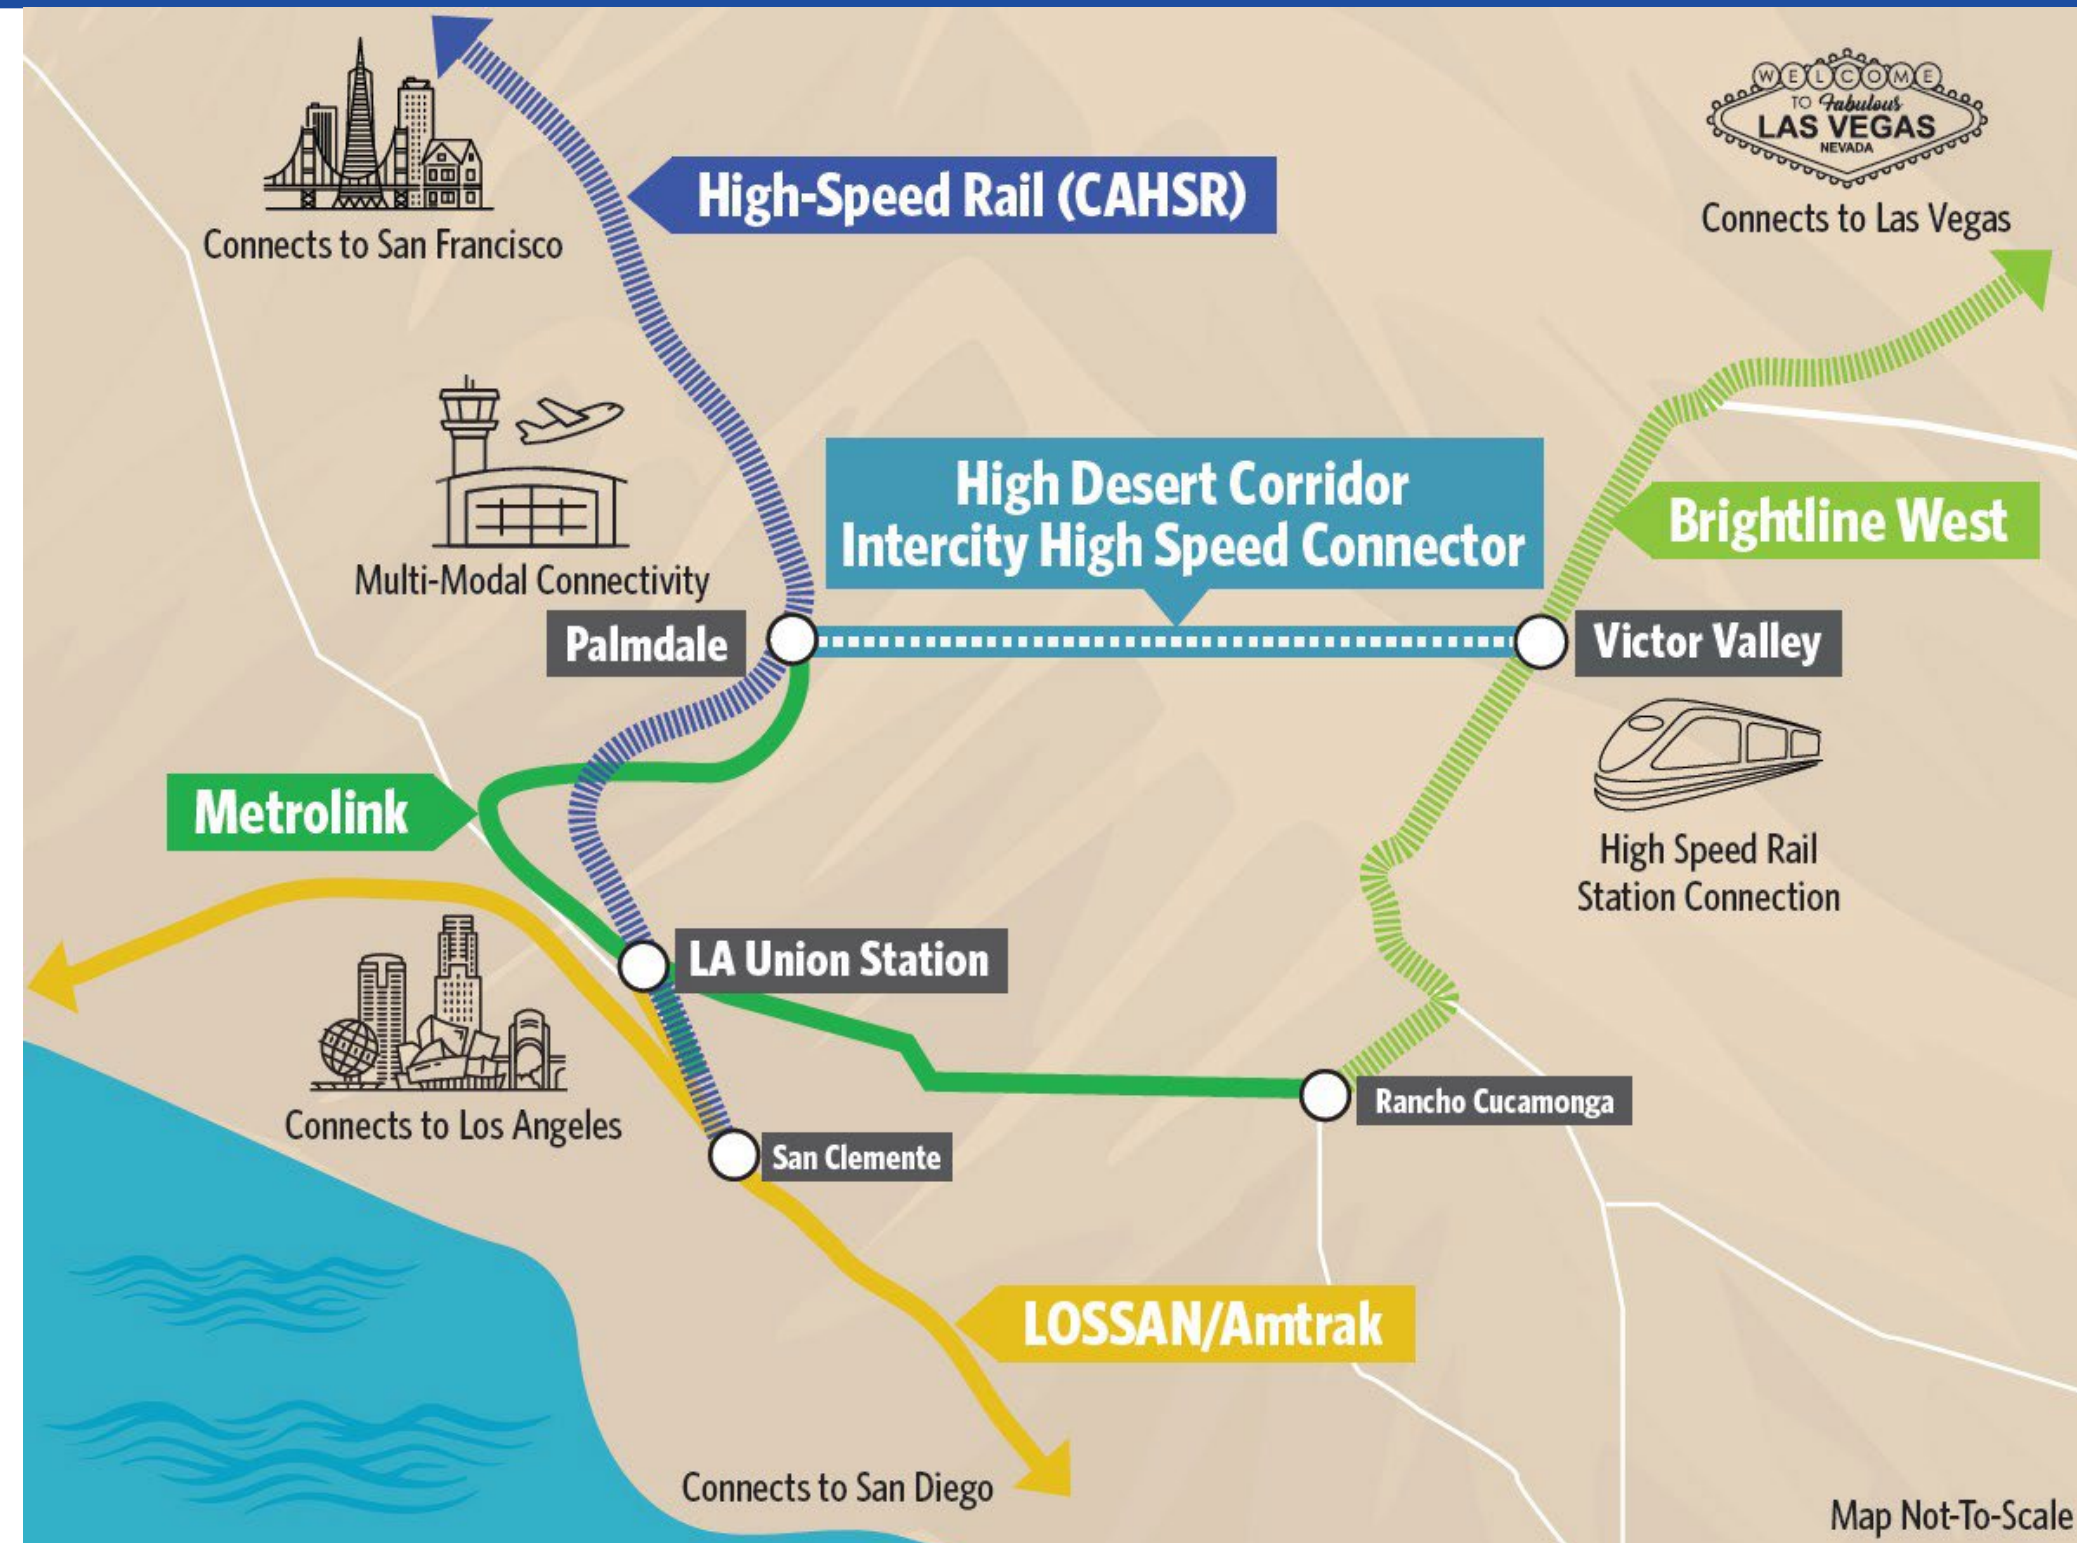 WELCOME
TO Fabulous
LAS VEGAS
NEVADA
Connects to Las Vegas
High-Speed Rail (CAHSR)
Connects to San Francisco
High Desert Corridor
Intercity High Speed Connector
Brightline West
Multi-Modal Connectivity
Palmdale
Victor Valley
Metrolink
High Speed Rail
Station Connection
LA Union Station
Rancho Cucamonga
Connects to Los Angeles
San Clemente
LOSSAN/Amtrak
Connects to San Diego
Map Not-To-Scale